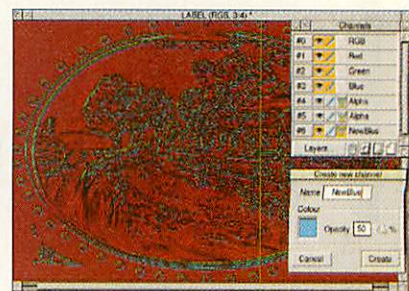 LABEL (RGB, 3:4) *
Channels
#0 RGB
#1 Red
#2 Green
#3 Blue
#4 Alpha
#5 Alpha
#6 NewBlue
Layers
Create new channel
Name NewBlue
Colour
Opacity 50 %
Cancel Create